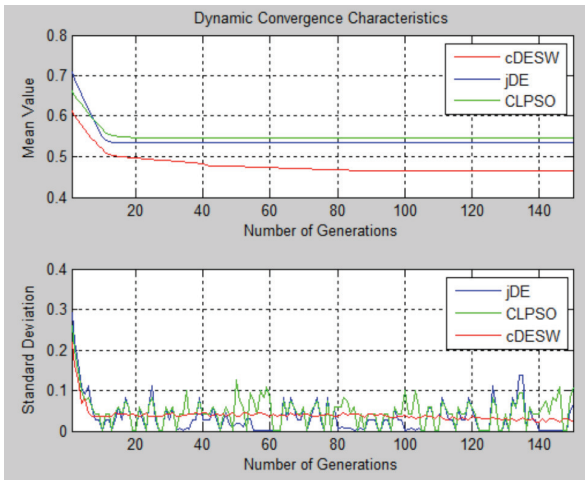 Dynamic Convergence Characteristics
0.8
0.7
0.6
0.5
0.4
Mean Value
cDESW
jDE
CLPSO
20 40 60 80 100 120 140
Number of Generations
0.4
0.3
0.2
0.1
0
Standard Deviation
jDE
CLPSO
cDESW
20 40 60 80 100 120 140
Number of Generations